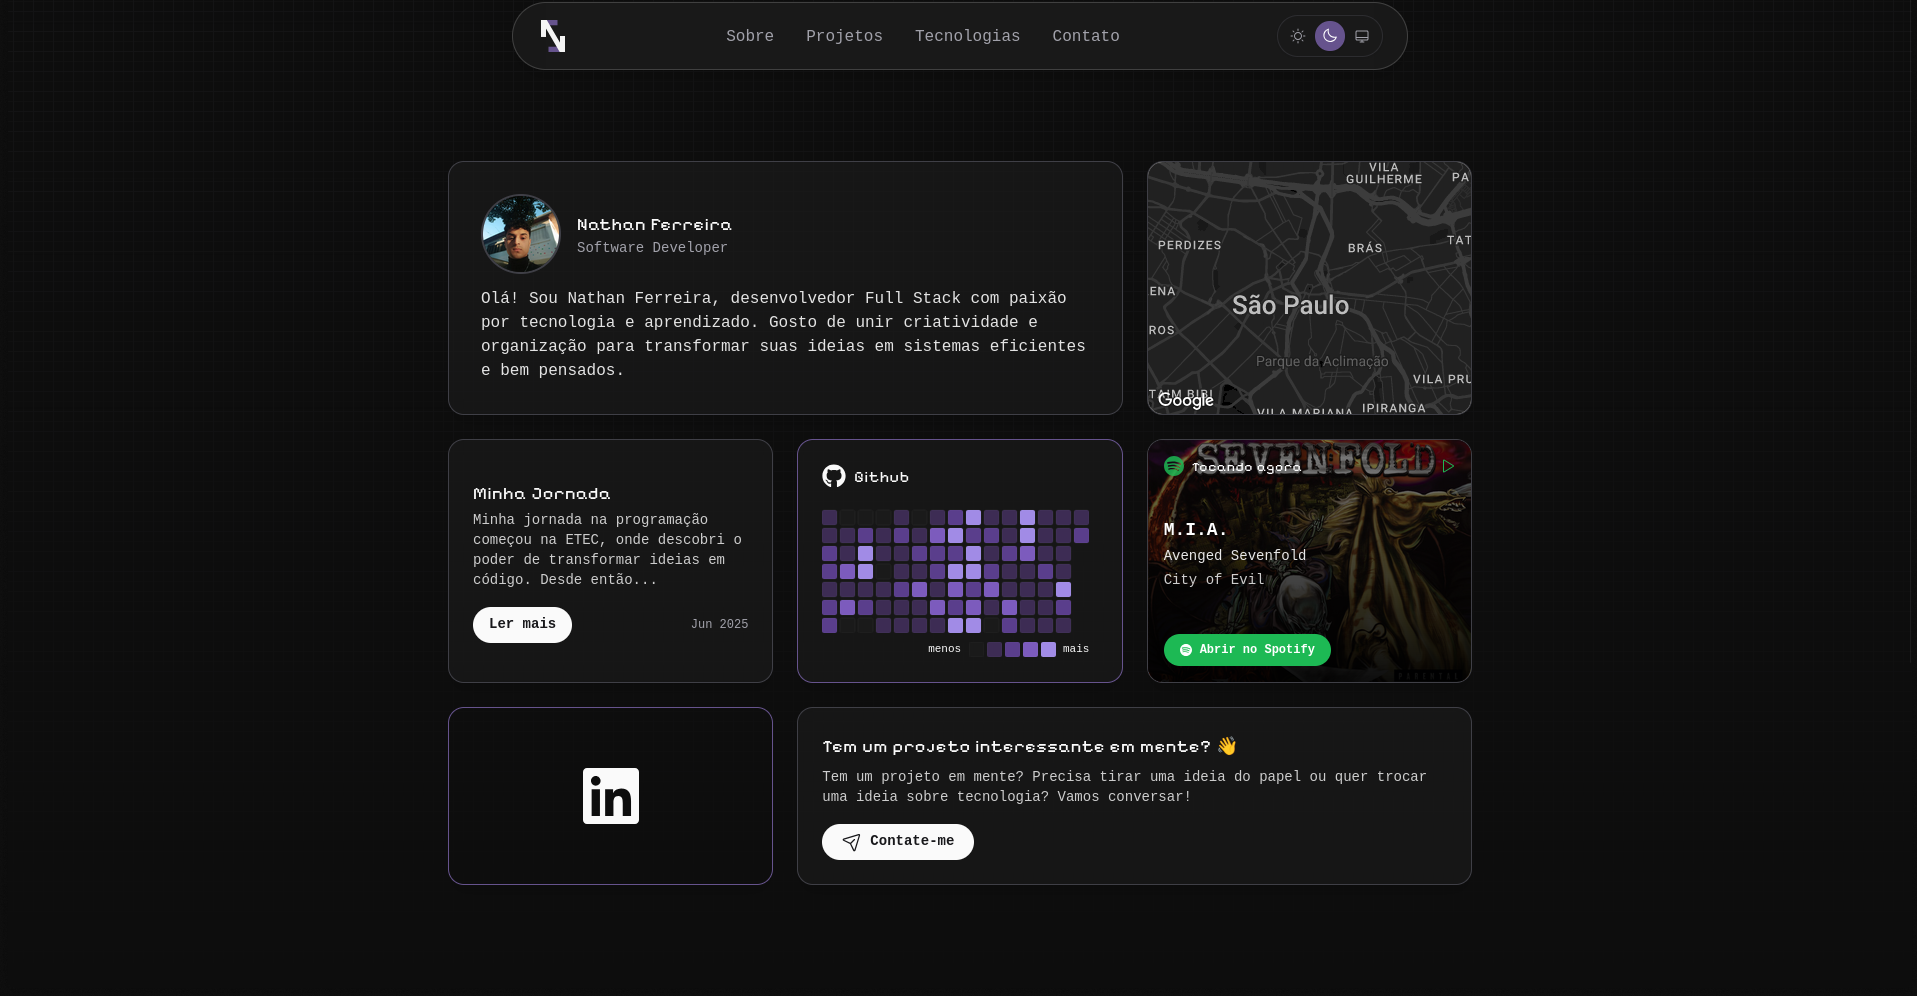 Sobre
Projetos
Tecnologias
Contato
Nathan Ferreira
Software Developer
Olá! Sou Nathan Ferreira, desenvolvedor Full Stack com paixão
por tecnologia e aprendizado. Gosto de unir criatividade e
organização para transformar suas ideias em sistemas eficientes
e bem pensados.
VILA
GUILHERME
PA
PERDIZES
BRÁS
TAT
ENA
São Paulo
ROS
Parque da Aclimação
VILA PRU
TAIM BIBI
Google
VILA MARIANA
IPIRANGA
Minha Jornada
Minha jornada na programação
começou na ETEC, onde descobri o
poder de transformar ideias em
código. Desde então...
Ler mais
Jun 2025
Github
menos
mais
SEVENFOLD
Tocando agora
M.I.A.
Avenged Sevenfold
City of Evil
Abrir no Spotify
in
Tem um projeto interessante em mente? 👋
Tem um projeto em mente? Precisa tirar uma ideia do papel ou quer trocar
uma ideia sobre tecnologia? Vamos conversar!
Contate-me